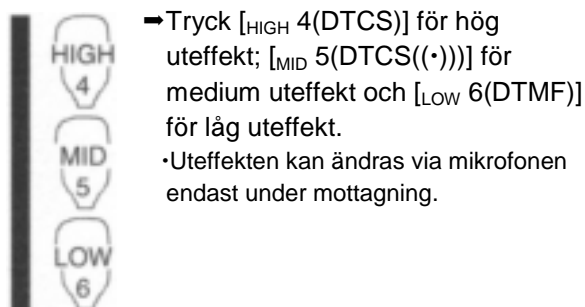 HIGH
4
MID
5
LOW
6
➡Tryck [HIGH 4(DTCS)] för hög
uteffekt; [MID 5(DTCS((･)))] för
medium uteffekt och [LOW 6(DTMF)]
för låg uteffekt.
･Uteffekten kan ändras via mikrofonen
endast under mottagning.